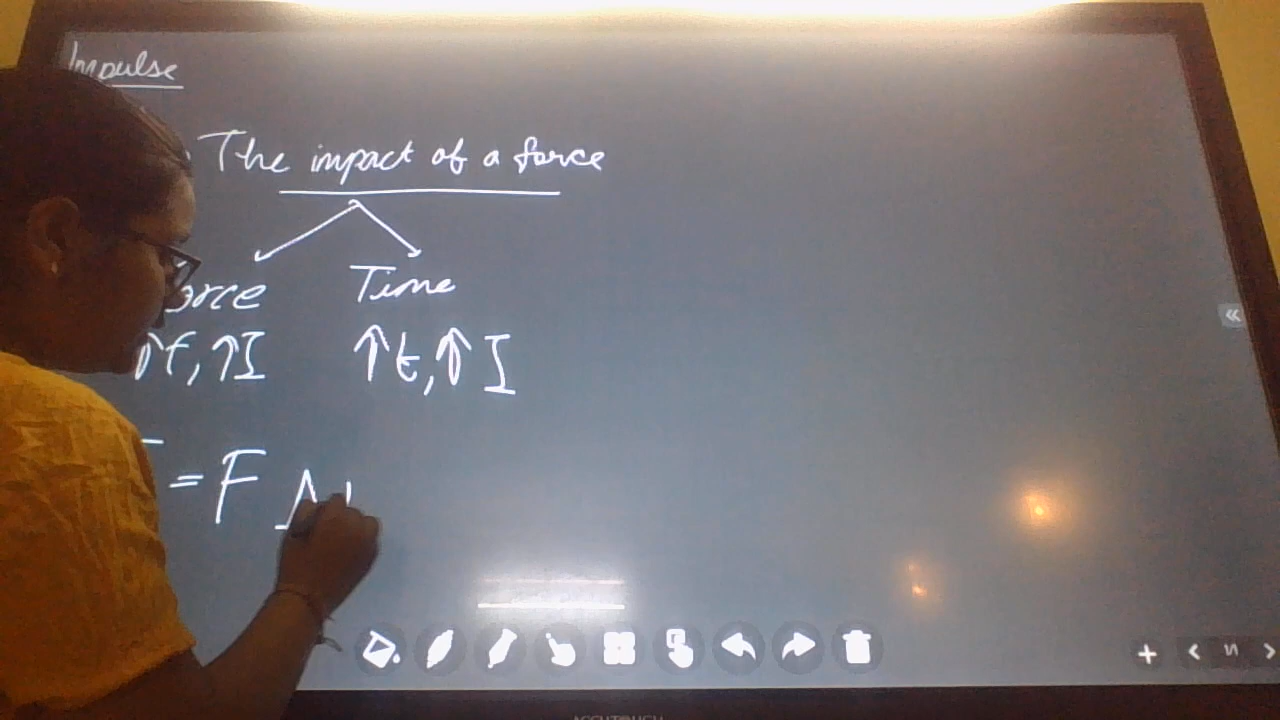 Impulse
The impact of a force
orce Time
↑f, ↑I ↑t, ↑ I
= F Δ